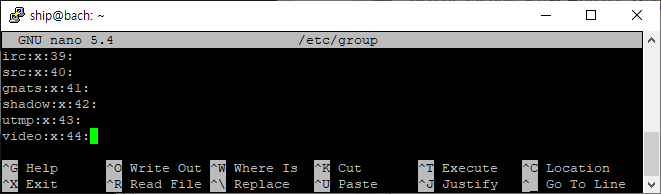 ship@bach: ~
GNU nano 5.4 /etc/group
irc:x:39:
src:x:40:
gnats:x:41:
shadow:x:42:
utmp:x:43:
video:x:44:
^G Help ^O Write Out ^W Where Is ^K Cut ^T Execute ^C Location
^X Exit ^R Read File ^\ Replace ^U Paste ^J Justify ^_ Go To Line